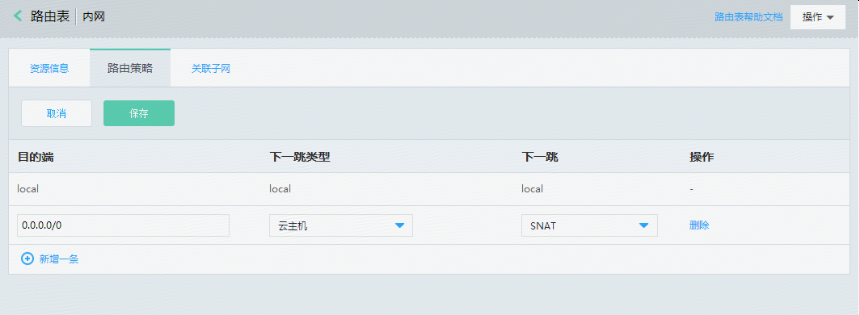 路由表 内网 路由表帮助文档 操作
资源信息 路由策略 关联子网
取消 保存
目的端 下一跳类型 下一跳 操作
local local local -
0.0.0.0/0 云主机 SNAT 删除
新增一条